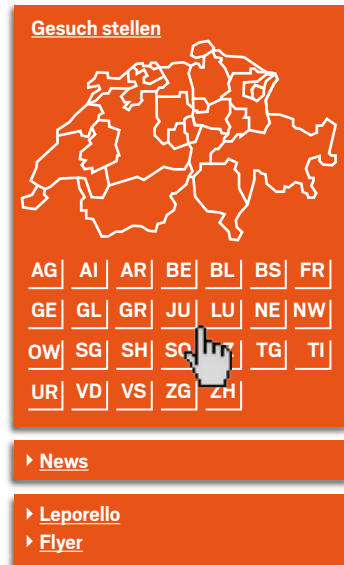 Gesuch stellen
AG AI AR BE BL BS FR
GE GL GR JU LU NE NW
OW SG SH SO TG TI
UR VD VS ZG ZH
News
Leporello
Flyer